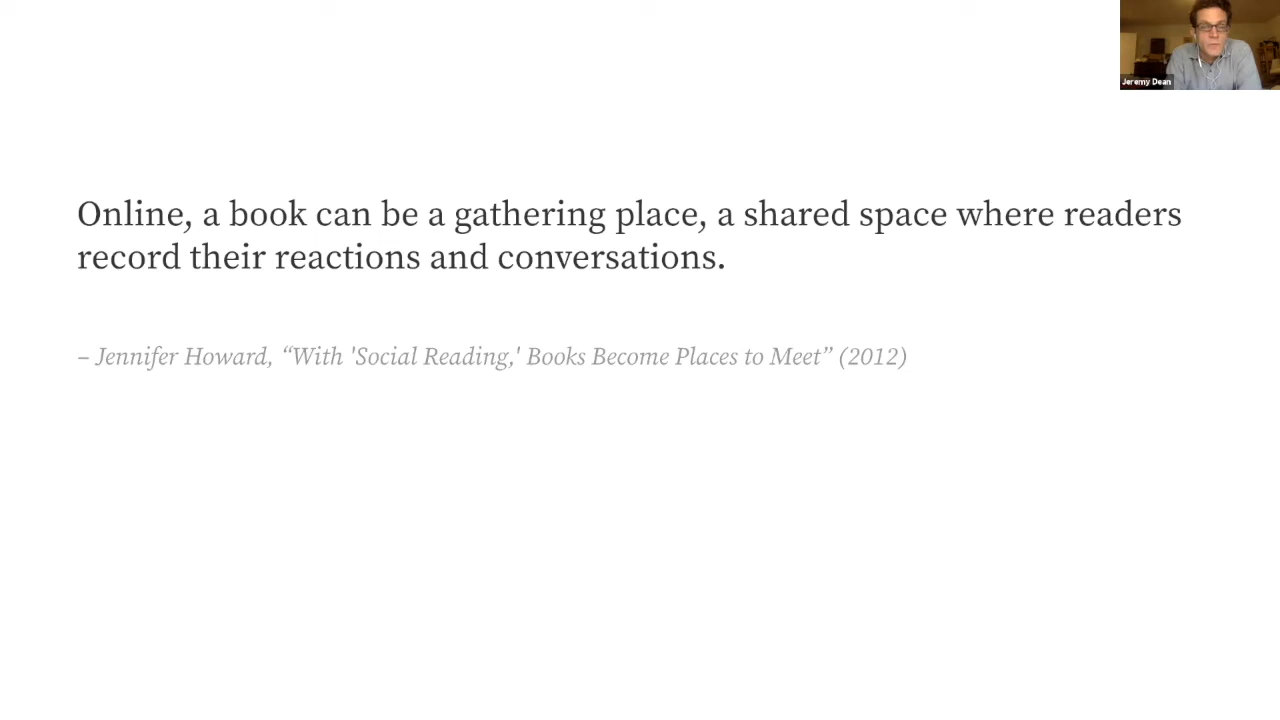 Jeremy Dean
Online, a book can be a gathering place, a shared space where readers
record their reactions and conversations.
– Jennifer Howard, “With 'Social Reading,' Books Become Places to Meet” (2012)